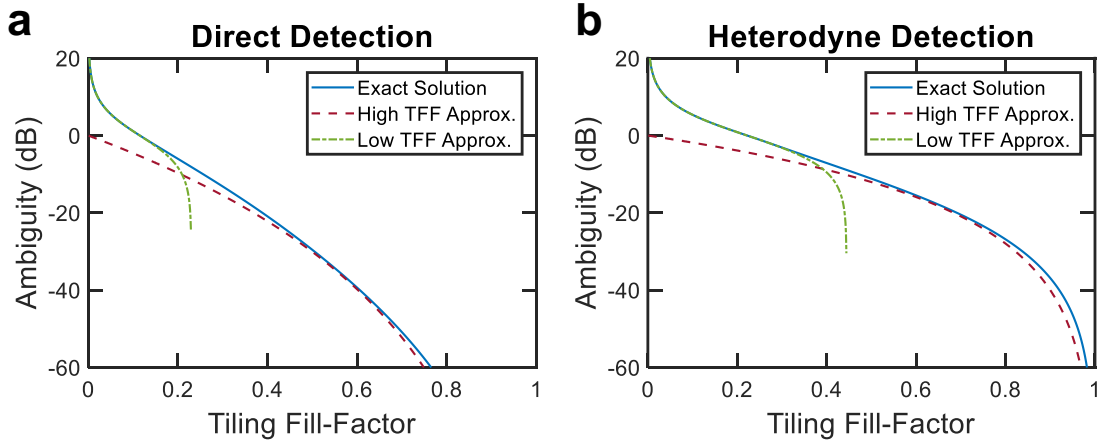 a
Direct Detection
Exact Solution
High TFF Approx.
Low TFF Approx.
20
0
-20
-40
-60
Ambiguity (dB)
0 0.2 0.4 0.6 0.8 1
Tiling Fill-Factor
b
Heterodyne Detection
Exact Solution
High TFF Approx.
Low TFF Approx.
20
0
-20
-40
-60
Ambiguity (dB)
0 0.2 0.4 0.6 0.8 1
Tiling Fill-Factor